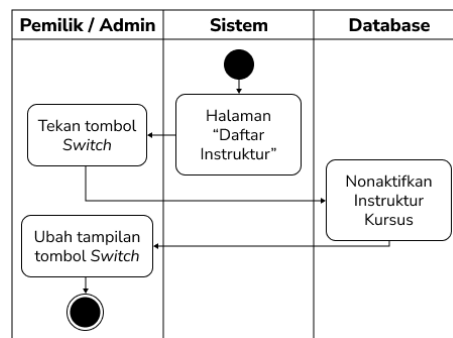 Pemilik / Admin
Sistem
Database
Halaman
“Daftar
Instruktur”
Tekan tombol
Switch
Nonaktifkan
Instruktur
Kursus
Ubah tampilan
tombol Switch